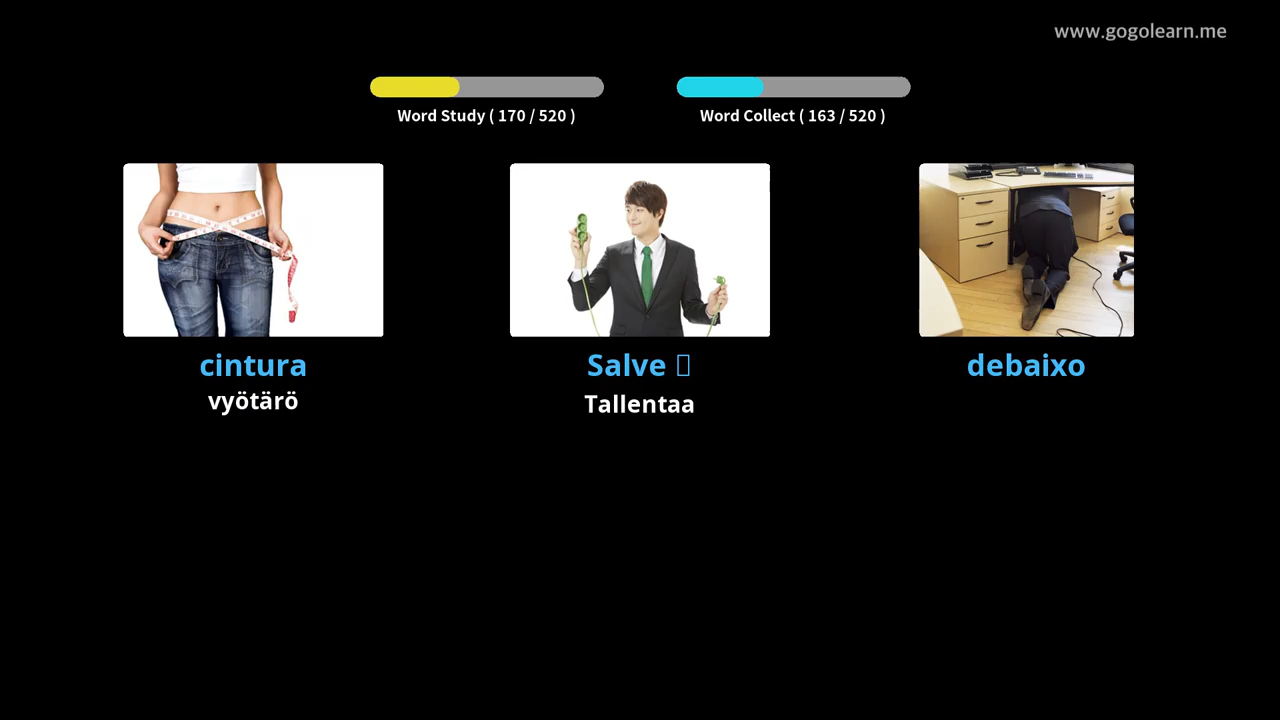 www.gogolearn.me
Word Study ( 170 / 520 )
Word Collect ( 163 / 520 )
cintura
Salve
debaixo
vyötärö
Tallentaa